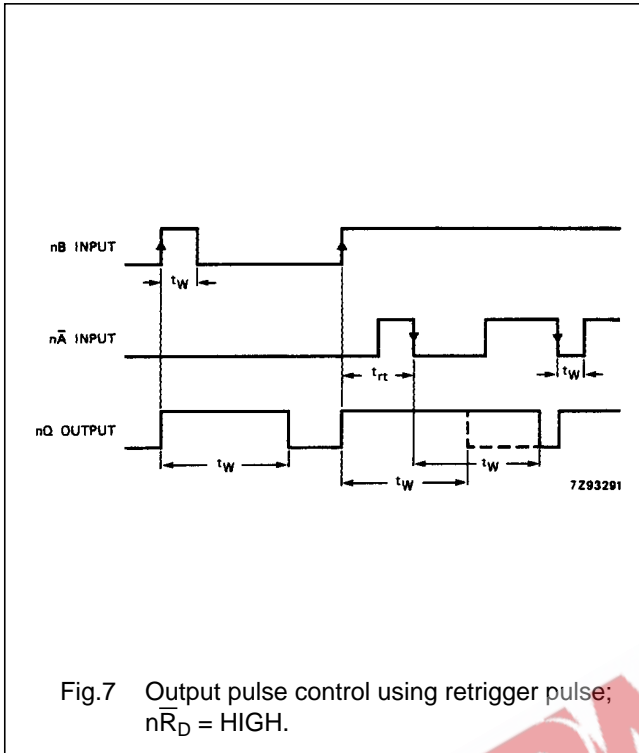 nB INPUT
tW
nA̅ INPUT
trt
tW
nQ OUTPUT
tW
tW
tW
7Z93291
Fig.7 Output pulse control using retrigger pulse;
nR̅D = HIGH.